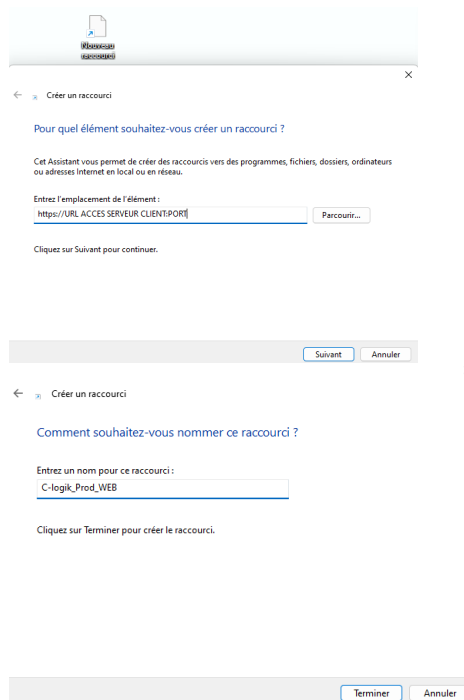 Nouveau
raccourci
Créer un raccourci
Pour quel élément souhaitez-vous créer un raccourci ?
Cet Assistant vous permet de créer des raccourcis vers des programmes, fichiers, dossiers, ordinateurs
ou adresses Internet en local ou en réseau.
Entrez l'emplacement de l'élément :
https://URL ACCES SERVEUR CLIENT:PORT
Parcourir...
Cliquez sur Suivant pour continuer.
Suivant Annuler
Créer un raccourci
Comment souhaitez-vous nommer ce raccourci ?
Entrez un nom pour ce raccourci :
C-logik_Prod_WEB
Cliquez sur Terminer pour créer le raccourci.
Terminer Annuler